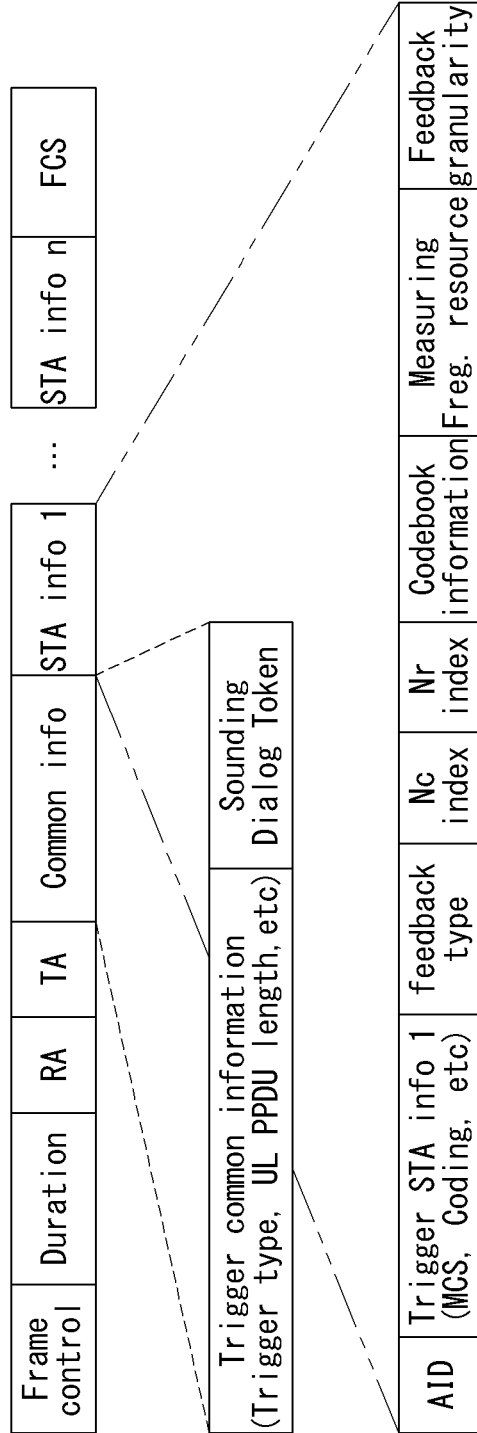 Frame
control
Duration
RA
TA
Common info
STA info 1
...
STA info n
FCS
Trigger common information
(Trigger type, UL PPDU length, etc)
Sounding
Dialog Token
AID
Trigger STA info 1
(MCS, Coding, etc)
feedback
type
Nc
index
Nr
index
Codebook
information
Measuring
Freg. resource
Feedback
granularity